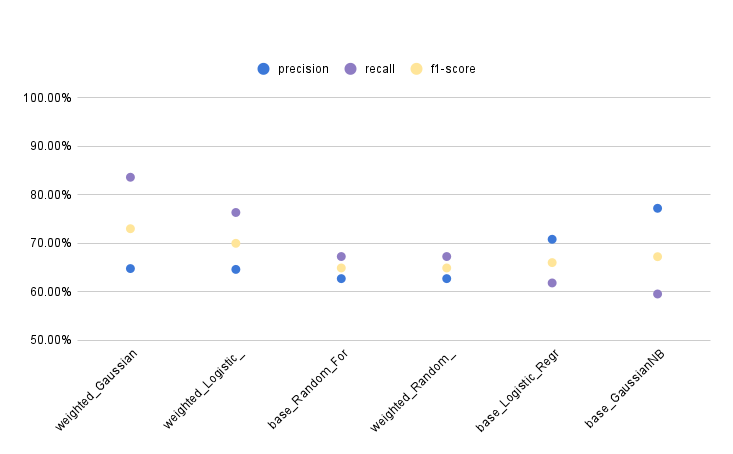 precision recall f1-score
100.00%
90.00%
80.00%
70.00%
60.00%
50.00%
weighted_Gaussian
weighted_Logistic_
base_Random_For
weighted_Random_
base_Logistic_Regr
base_GaussianNB